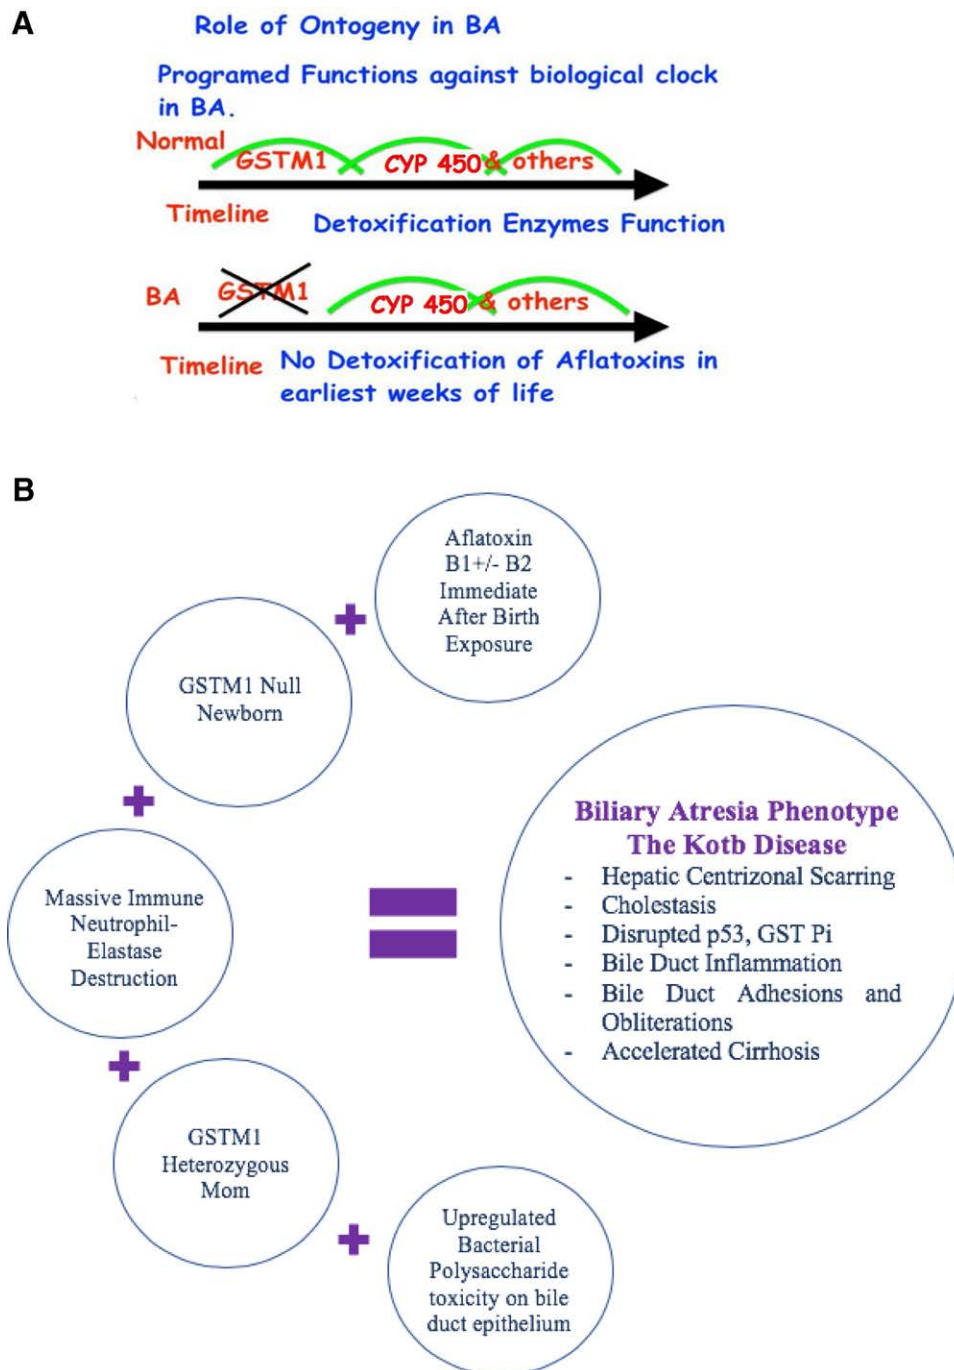 A
Role of Ontogeny in BA
Programed Functions against biological clock
in BA.
Normal
GSTM1
CYP 450 & others
Timeline
Detoxification Enzymes Function
BA
GSTM1
CYP 450 & others
Timeline
No Detoxification of Aflatoxins in
earliest weeks of life
B
Aflatoxin
B1+/- B2
Immediate
After Birth
Exposure
+
GSTM1 Null
Newborn
+
Massive Immune
Neutrophil-
Elastase
Destruction
+
GSTM1
Heterozygous
Mom
+
Upregulated
Bacterial
Polysaccharide
toxicity on bile
duct epithelium
=
Biliary Atresia Phenotype
The Kotb Disease
- Hepatic Centrizonal Scarring
- Cholestasis
- Disrupted p53, GST Pi
- Bile Duct Inflammation
- Bile Duct Adhesions and
Obliterations
- Accelerated Cirrhosis